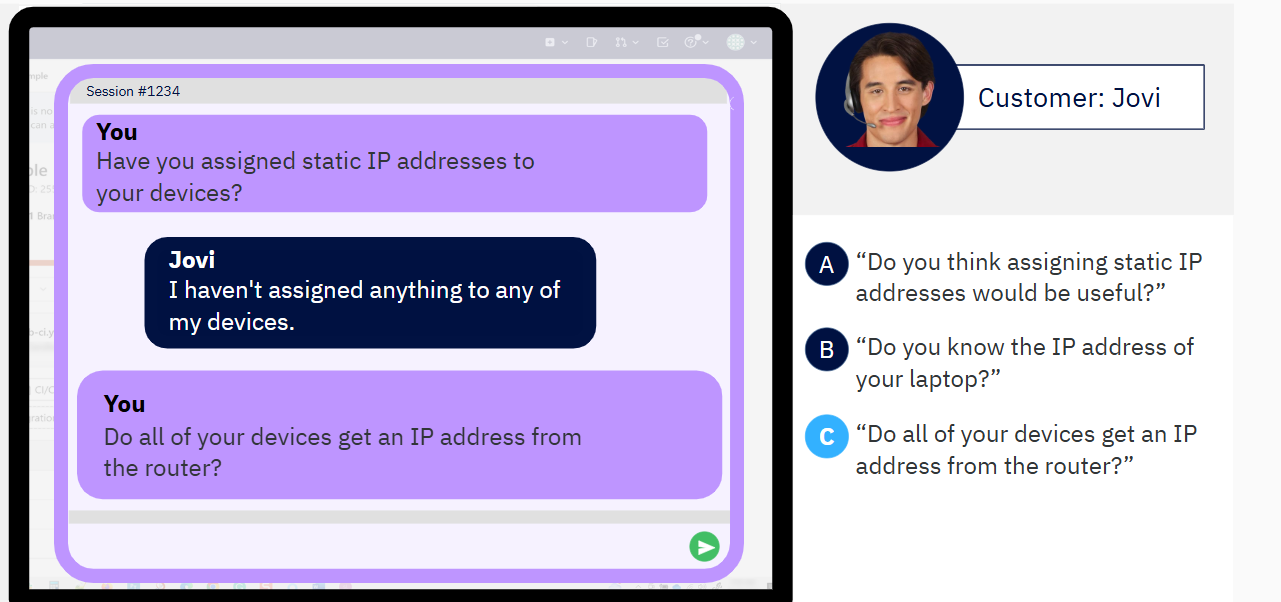 Session #1234
You
Have you assigned static IP addresses to
your devices?
Jovi
I haven't assigned anything to any of
my devices.
You
Do all of your devices get an IP address from
the router?
Customer: Jovi
A “Do you think assigning static IP
addresses would be useful?”
B “Do you know the IP address of
your laptop?”
C “Do all of your devices get an IP
address from the router?”